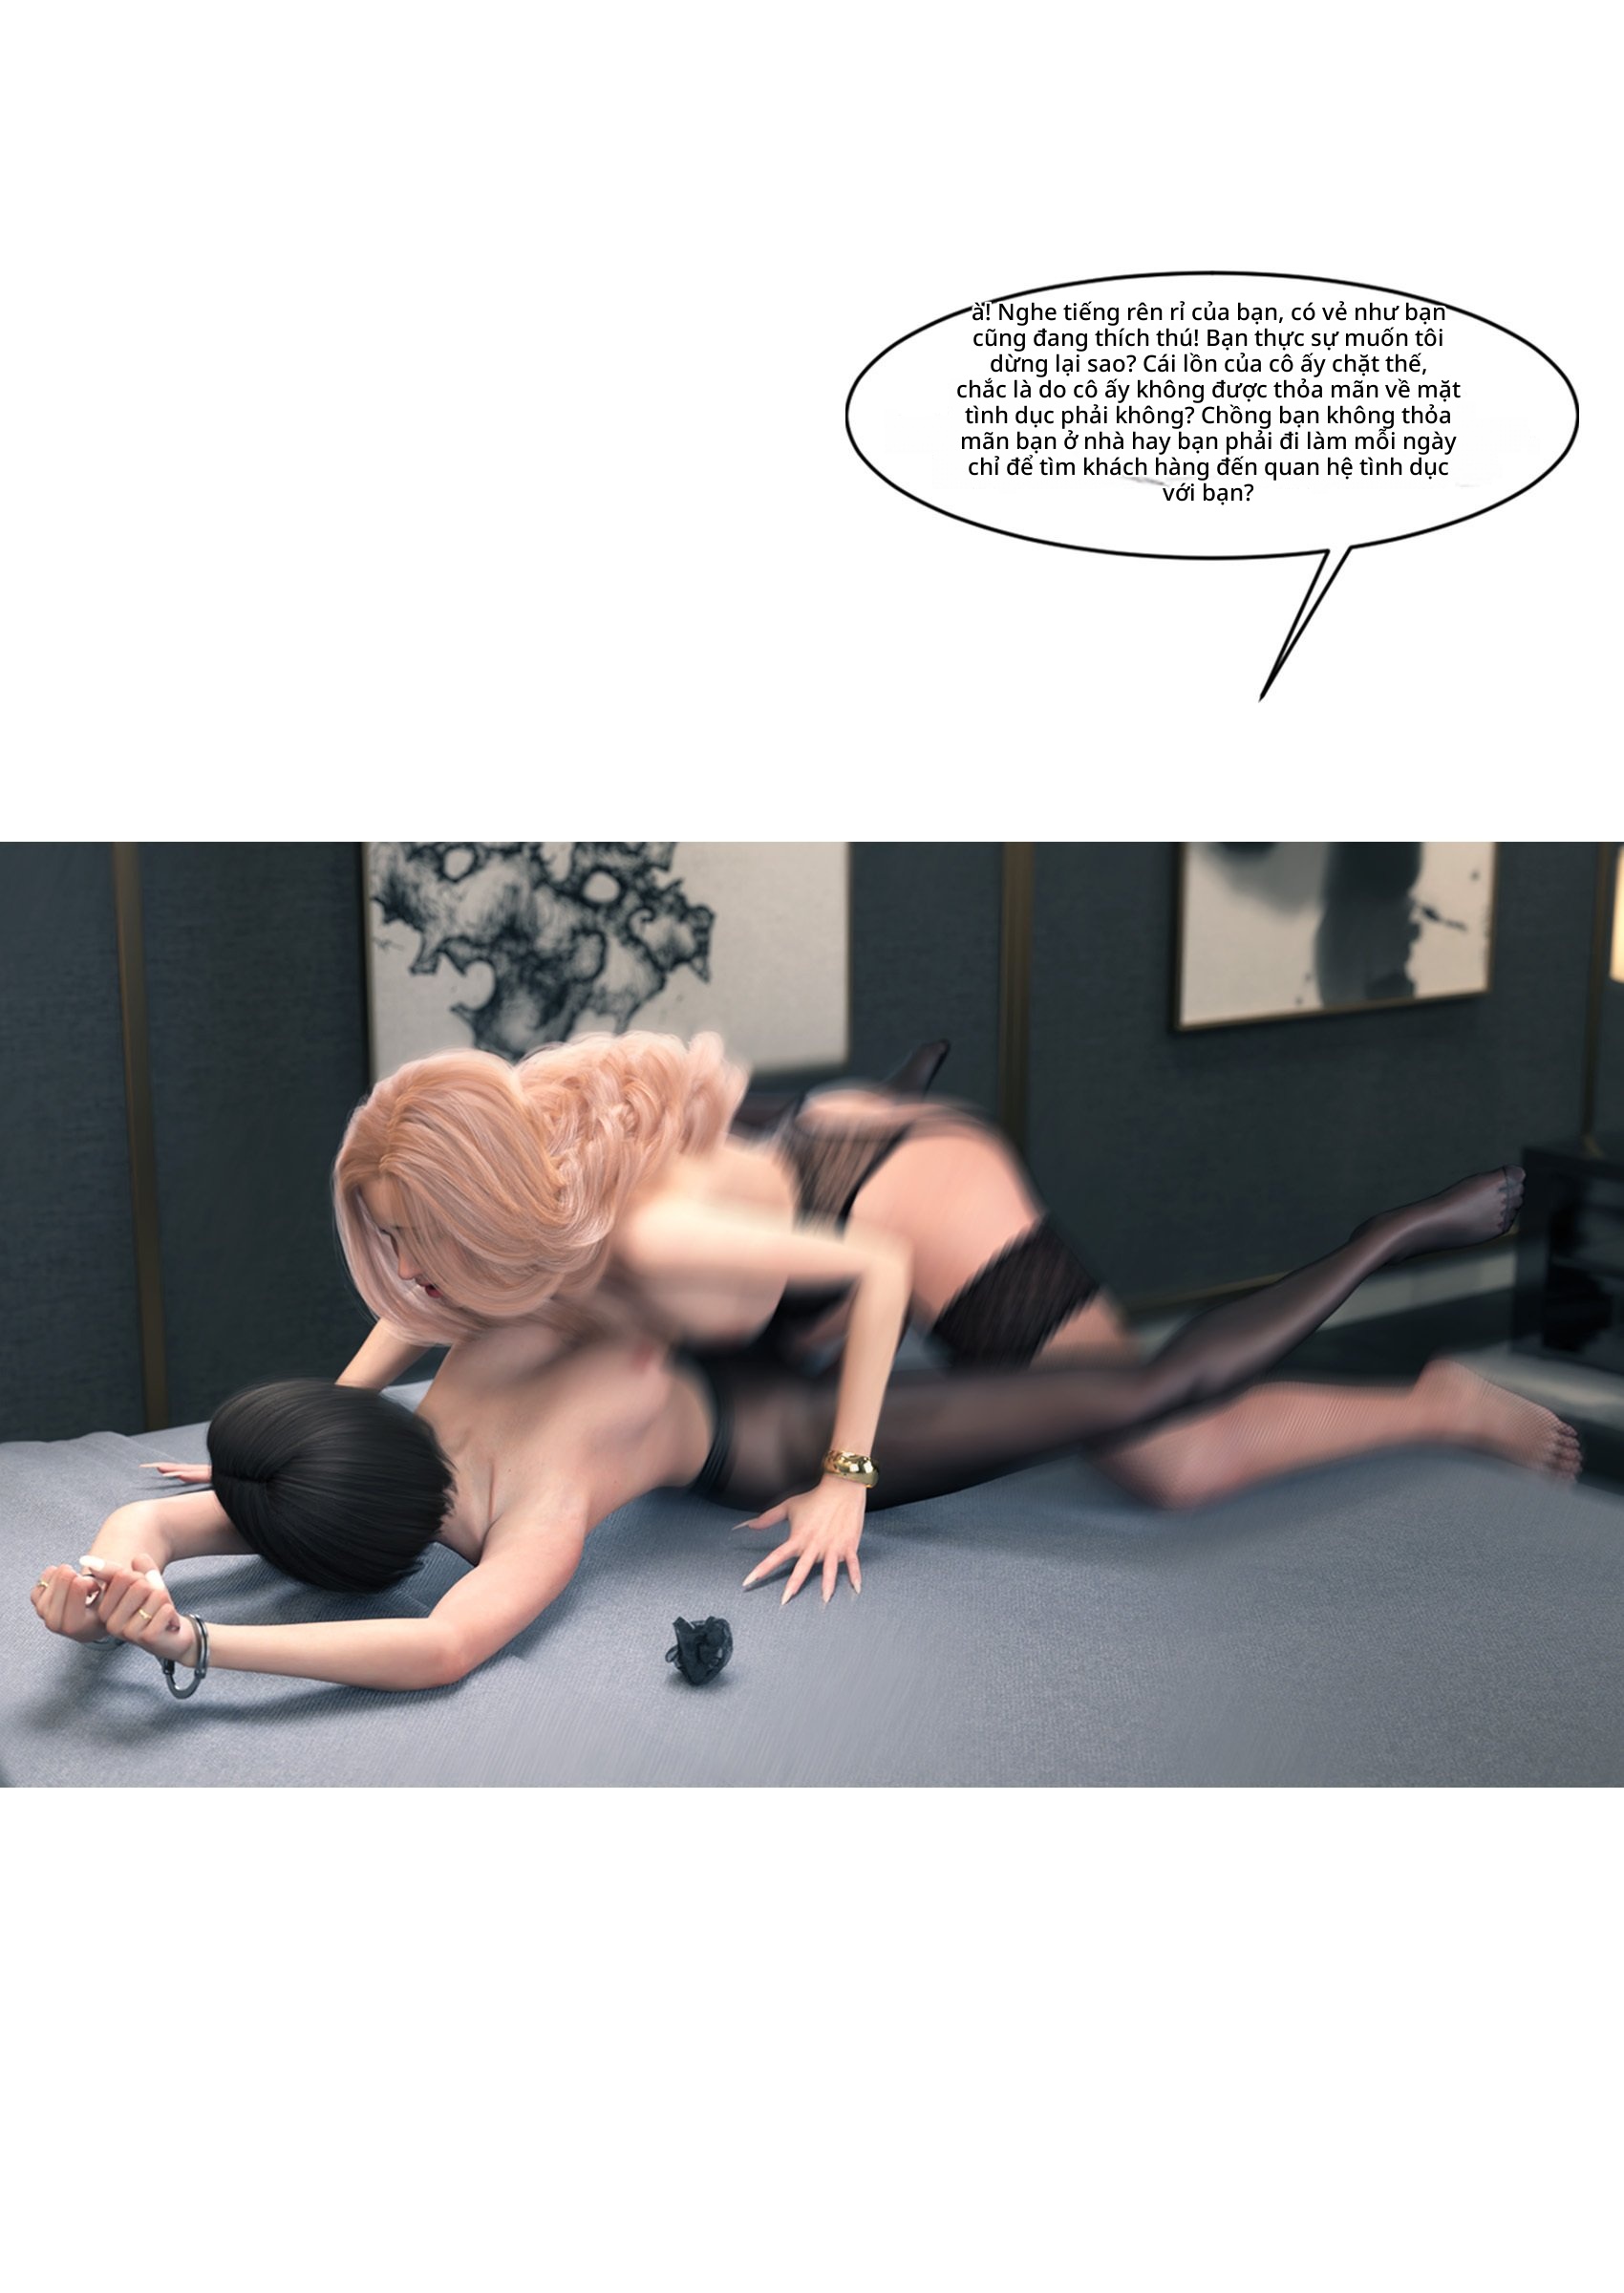 à! Nghe tiếng rên rỉ của bạn, có vẻ như bạn
cũng đang thích thú! Bạn thực sự muốn tôi
dừng lại sao? Cái lồn của cô ấy chặt thế,
chắc là do cô ấy không được thỏa mãn về mặt
tình dục phải không? Chồng bạn không thỏa
mãn bạn ở nhà hay bạn phải đi làm mỗi ngày
chỉ để tìm khách hàng đến quan hệ tình dục
với bạn?